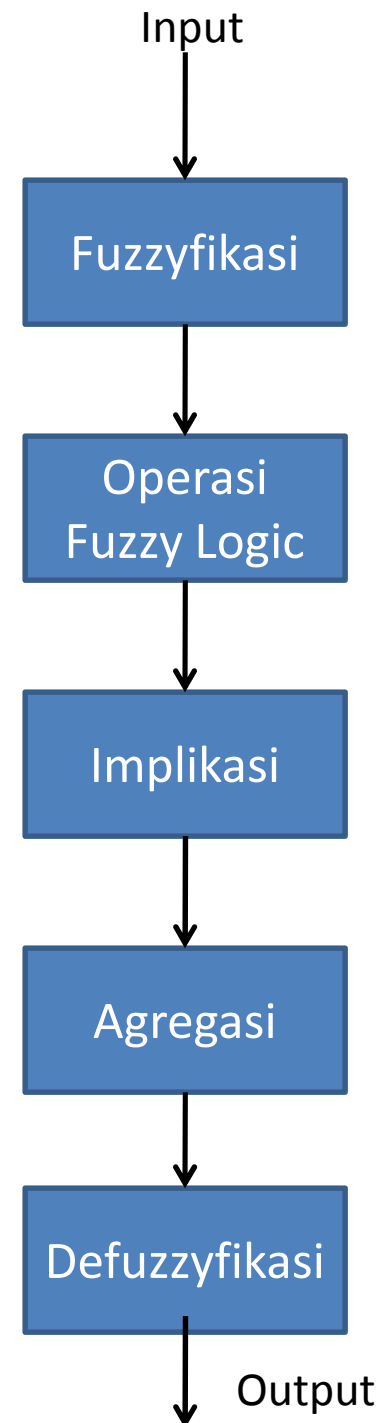 Input
Fuzzyfikasi
Operasi
Fuzzy Logic
Implikasi
Agregasi
Defuzzyfikasi
Output